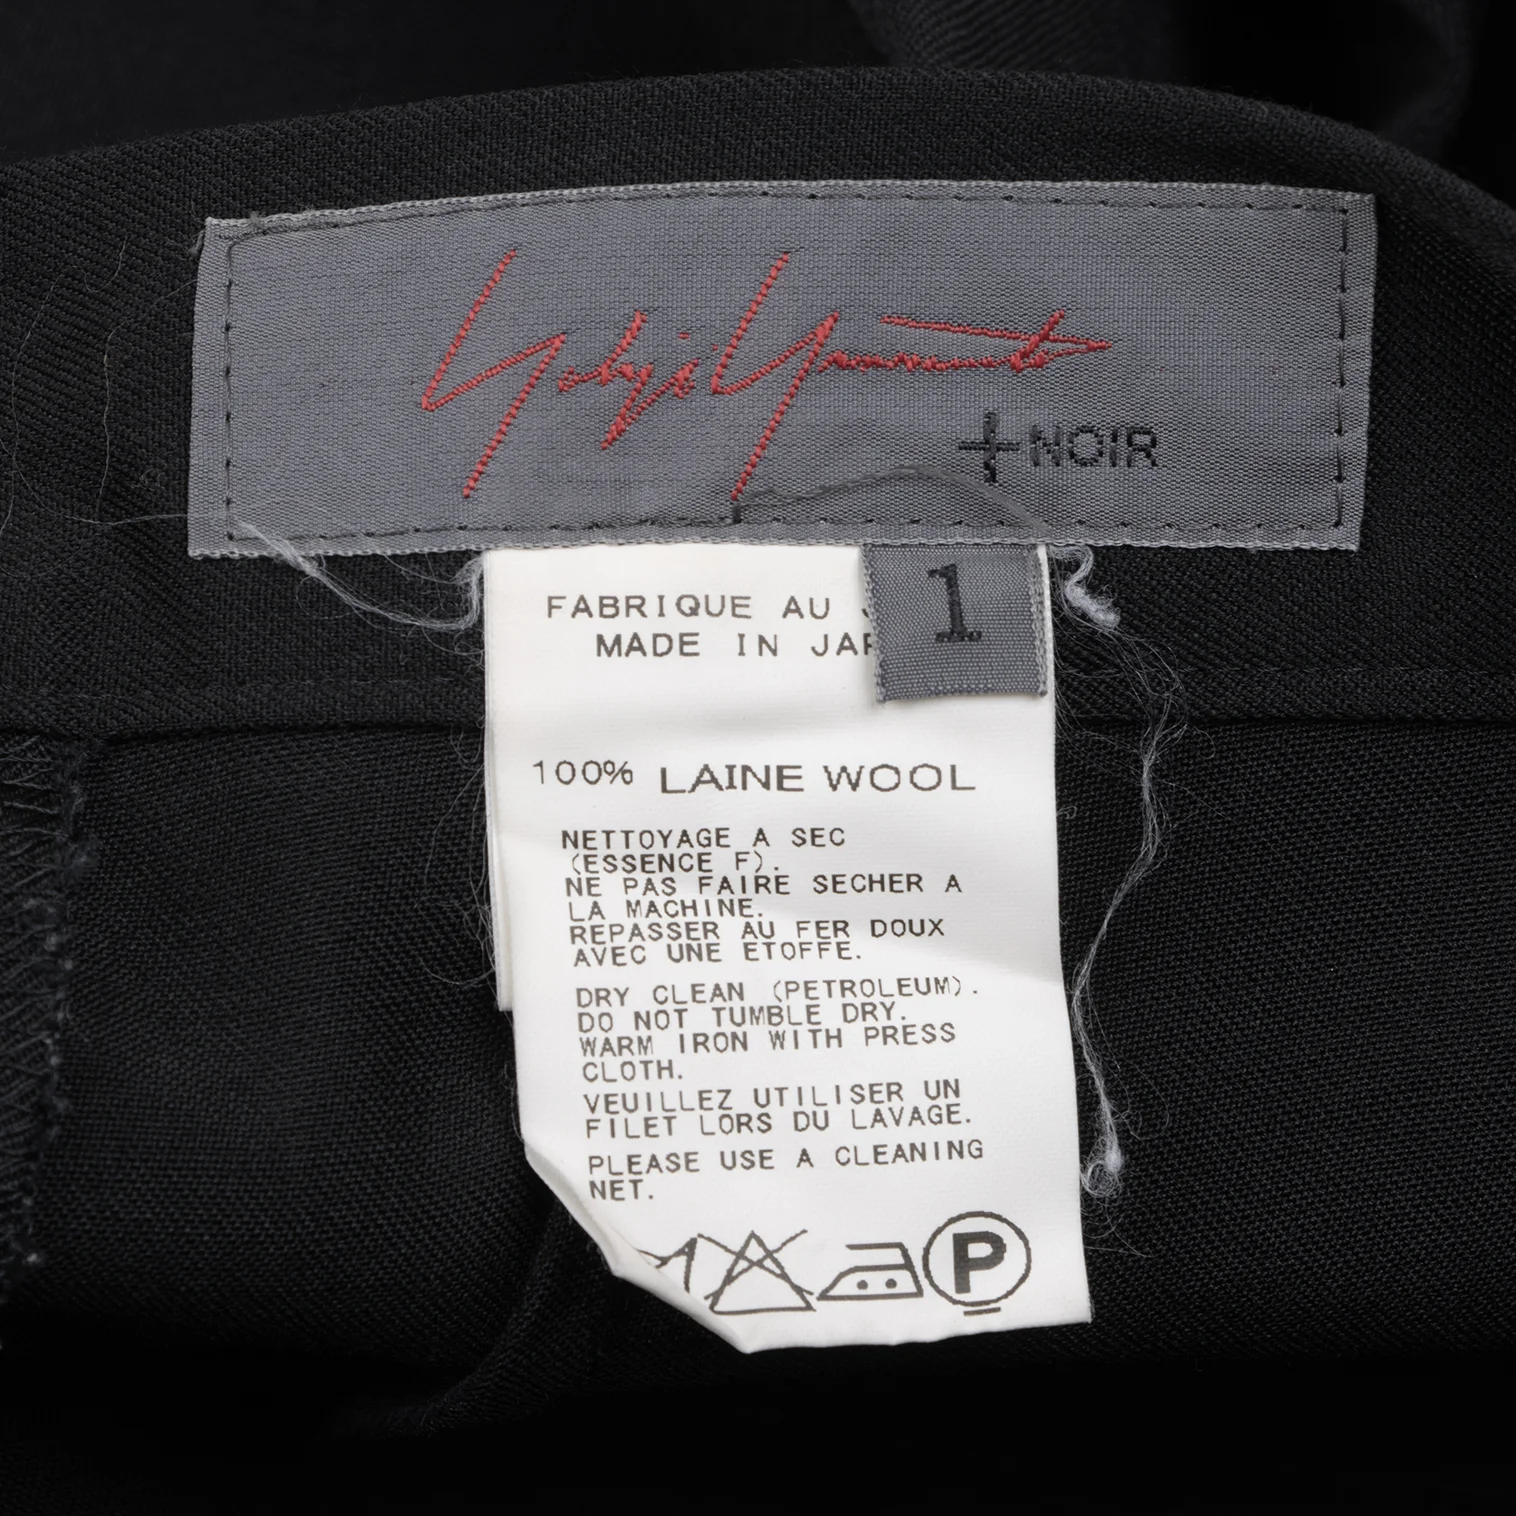 Yohji Yamamoto
+NOIR
1
FABRIQUE AU
MADE IN JAP
100% LAINE WOOL
NETTOYAGE A SEC
(ESSENCE F).
NE PAS FAIRE SECHER A
LA MACHINE.
REPASSER AU FER DOUX
AVEC UNE ETOFFE.
DRY CLEAN (PETROLEUM).
DO NOT TUMBLE DRY.
WARM IRON WITH PRESS
CLOTH.
VEUILLEZ UTILISER UN
FILET LORS DU LAVAGE.
PLEASE USE A CLEANING
NET.
P